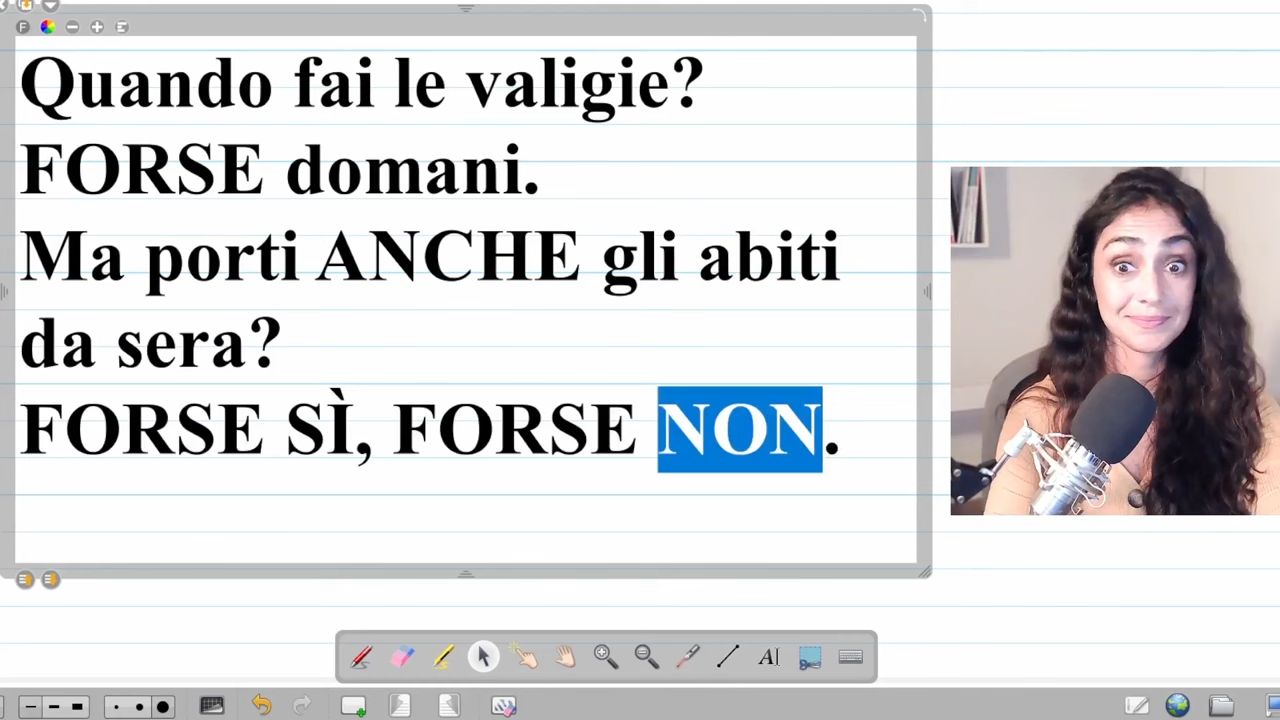 Quando fai le valigie?
FORSE domani.
Ma porti ANCHE gli abiti
da sera?
FORSE SÌ, FORSE NON.